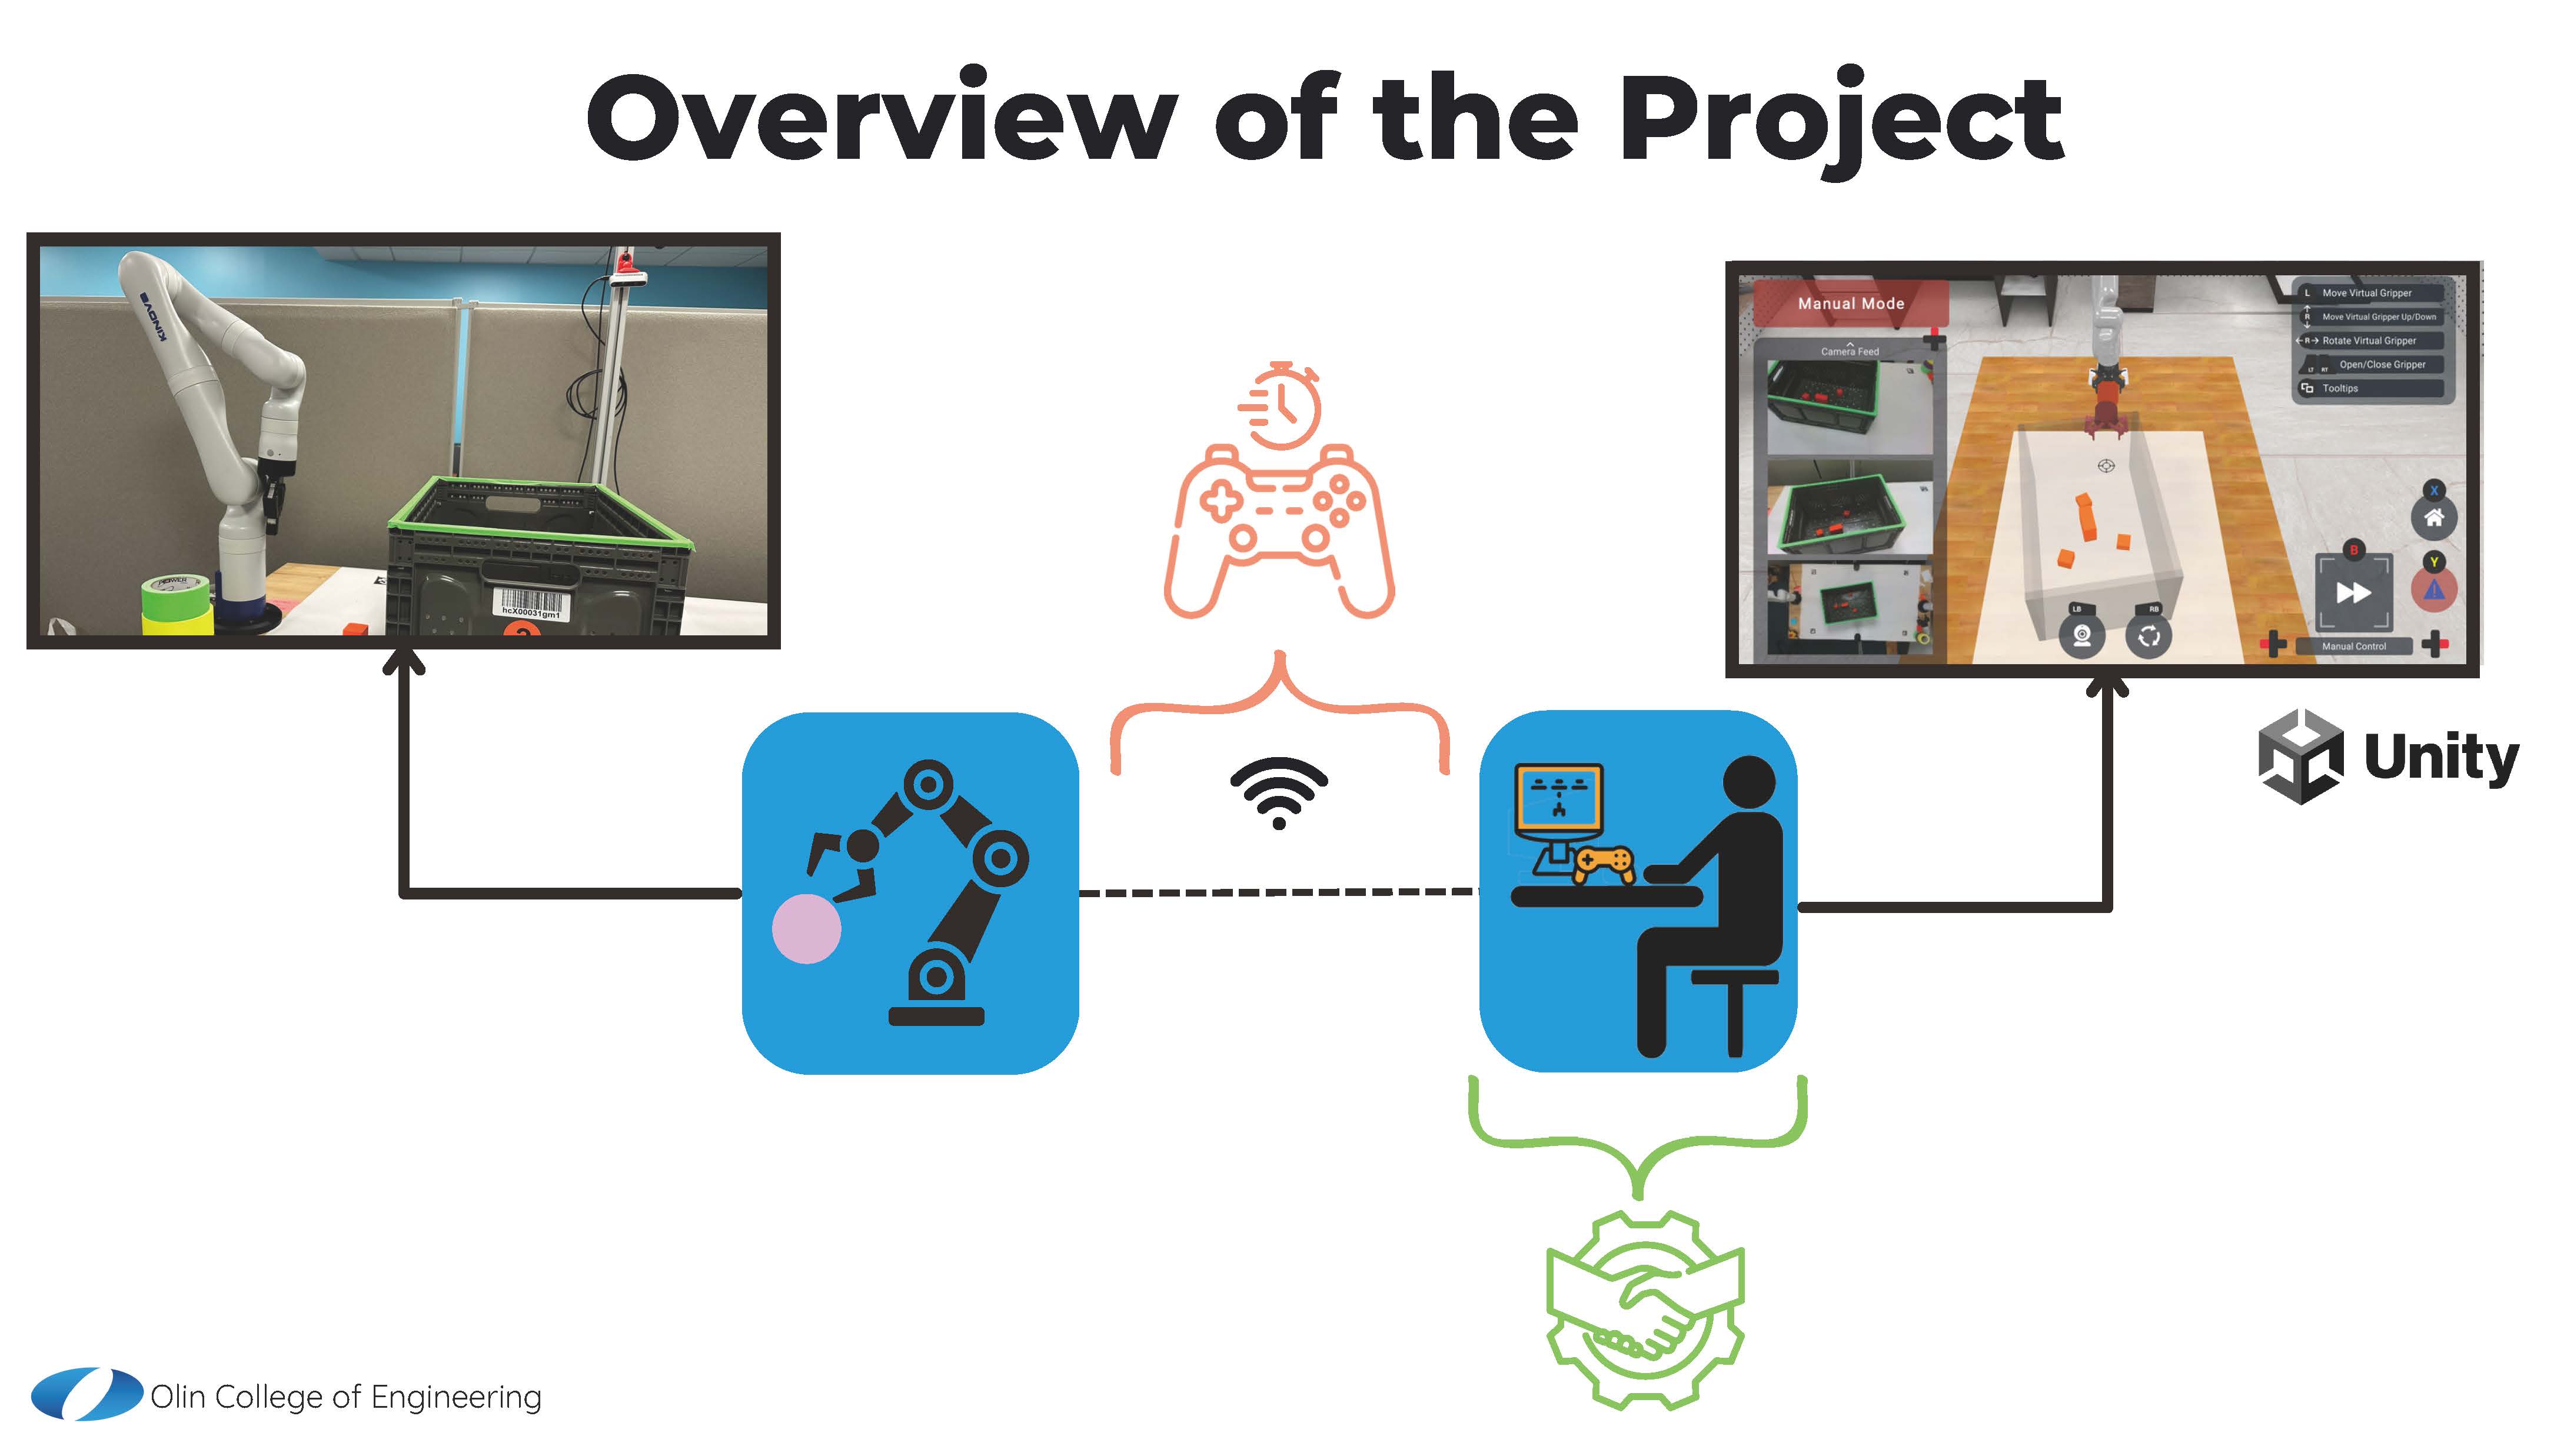 Overview of the Project
KINOVA
POWER
hcX00031gm1
Manual Mode
Camera Feed
L Move Virtual Gripper
R Move Virtual Gripper Up/Down
R Rotate Virtual Gripper
LT RT Open/Close Gripper
Tooltips
X
B
Y
LB
RB
Manual Control
Unity
Olin College of Engineering